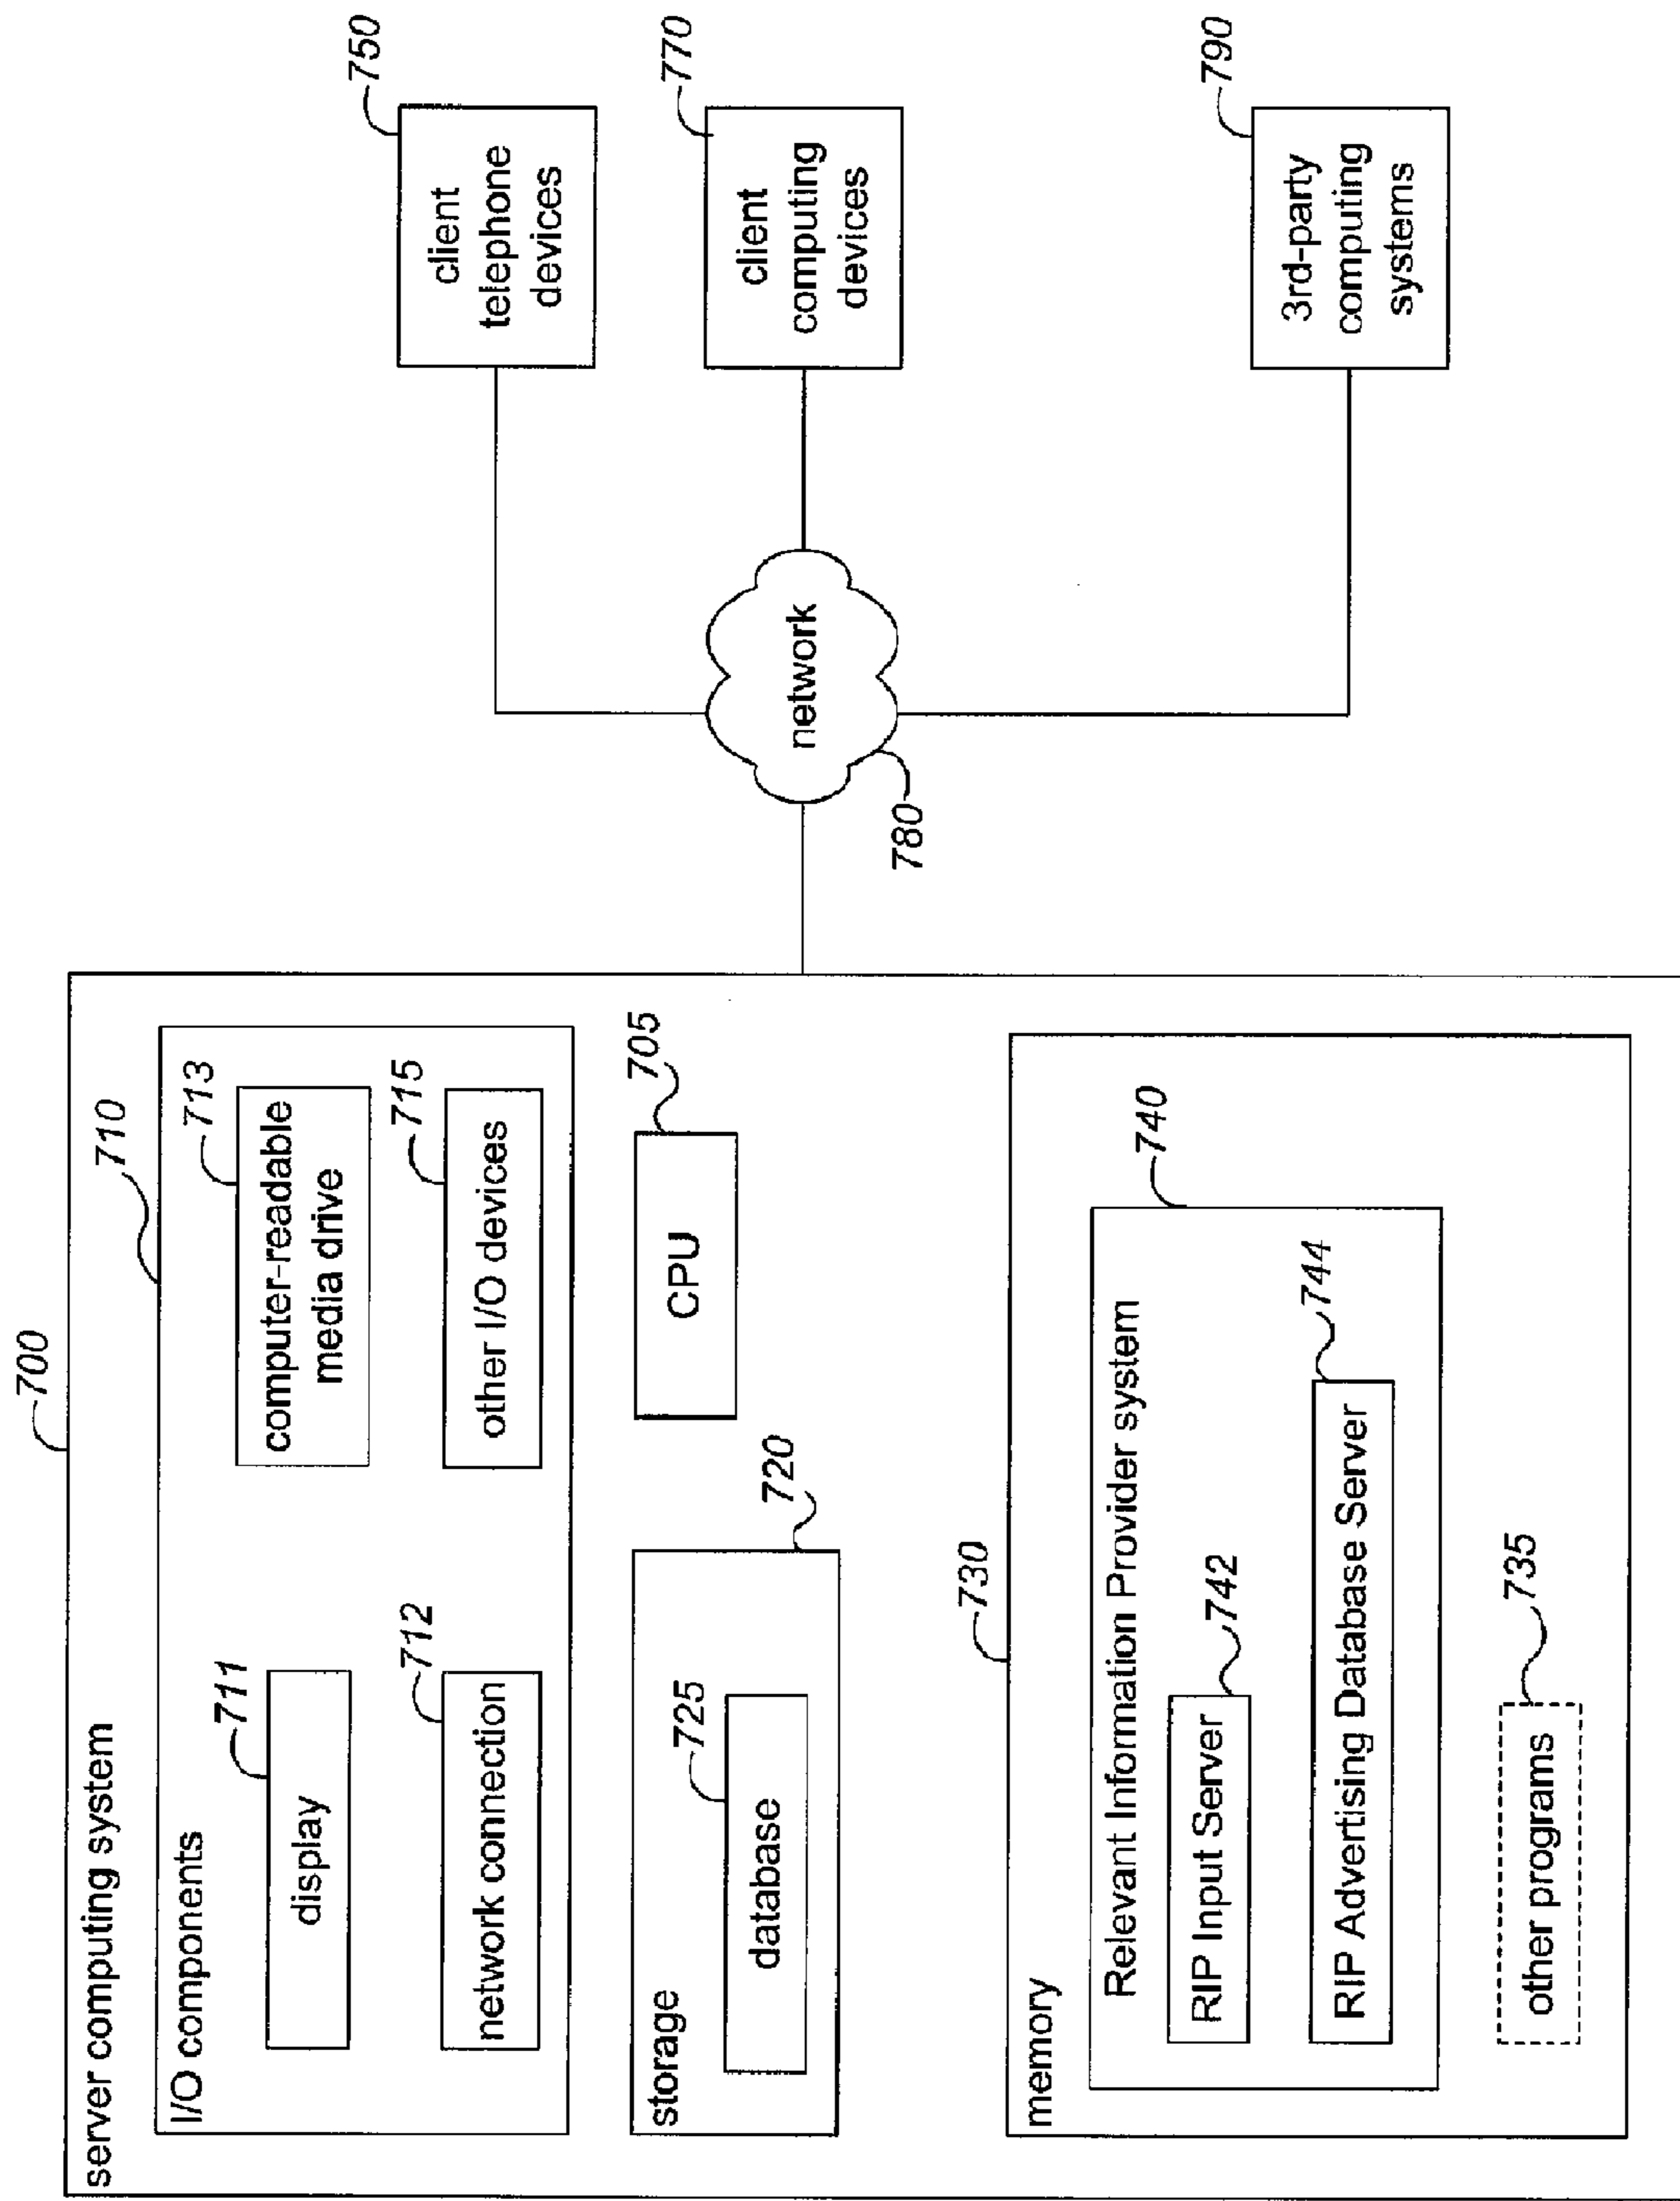 700
server computing system
710
I/O components
711
display
713
computer-readable
media drive
712
network connection
715
other I/O devices
storage
720
725
database
705
CPU
730
memory
740
Relevant Information Provider system
742
RIP Input Server
744
RIP Advertising Database Server
735
other programs
network
780
750
client
telephone
devices
770
client
computing
devices
790
3rd-party
computing
systems